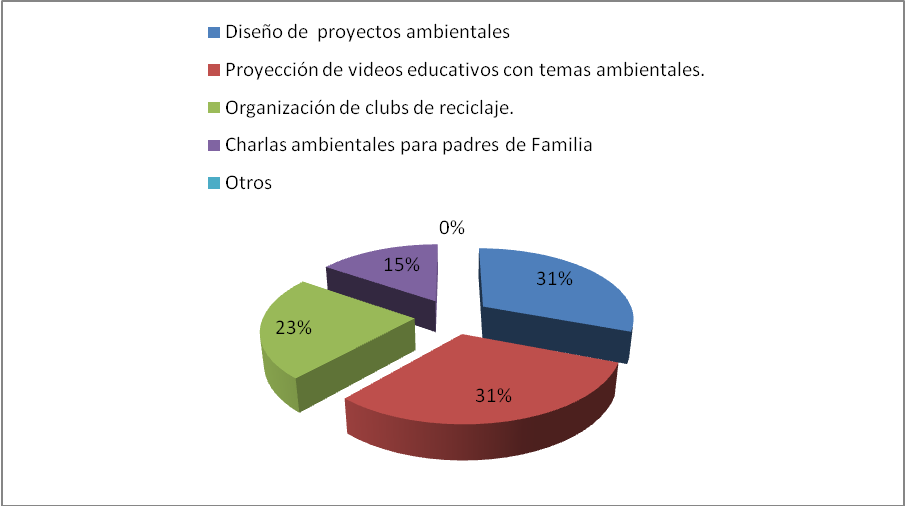 Diseño de  proyectos ambientales
Proyección de videos educativos con temas ambientales.
Organización de clubs de reciclaje.
Charlas ambientales para padres de Familia
Otros
0%
15%
31%
23%
31%